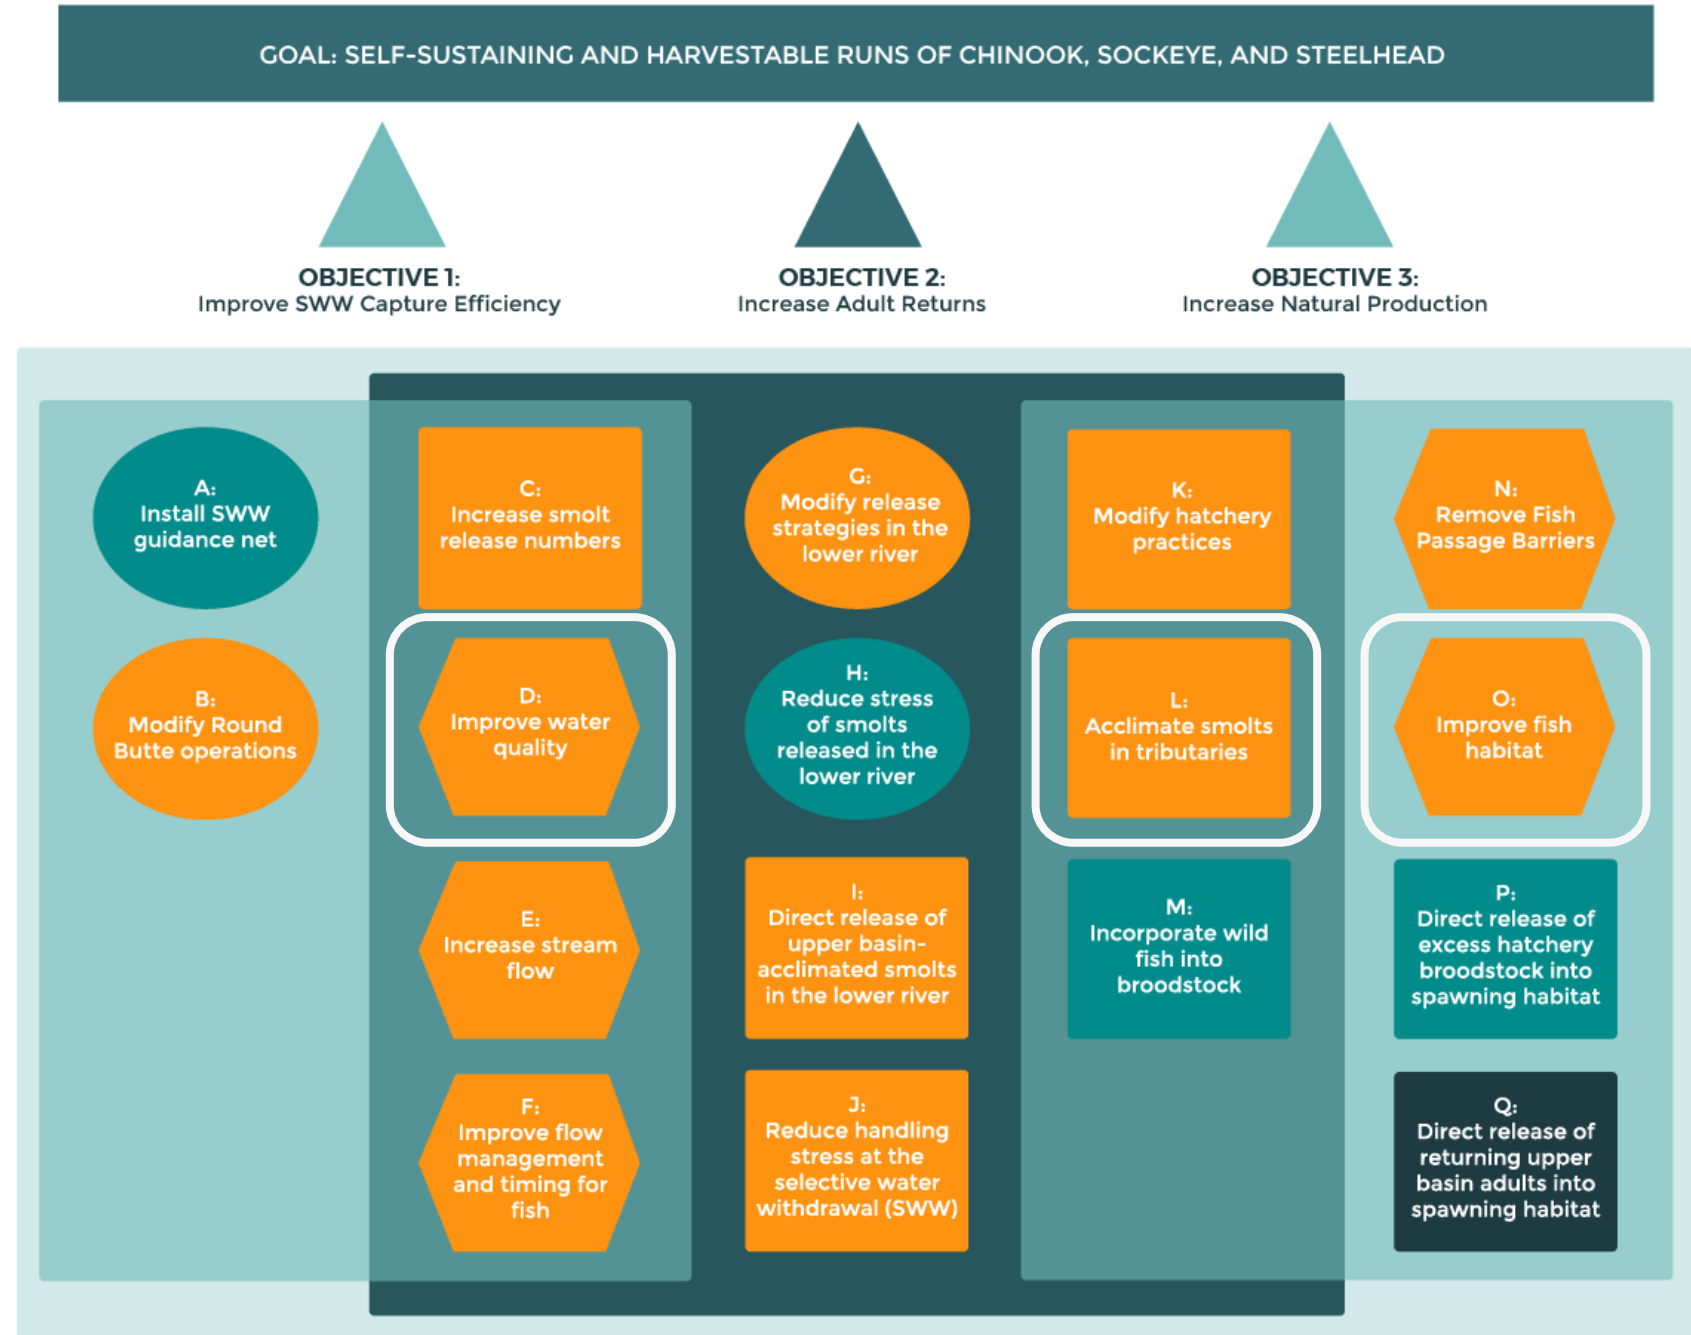 GOAL: SELF-SUSTAINING AND HARVESTABLE RUNS OF CHINOOK, SOCKEYE, AND STEELHEAD
OBJECTIVE 1:
Improve SWW Capture Efficiency
OBJECTIVE 2:
Increase Adult Returns
OBJECTIVE 3:
Increase Natural Production
A:
Install SWW
guidance net
B:
Modify Round
Butte operations
C:
Increase smolt
release numbers
D:
Improve water
quality
E:
Increase stream
flow
F:
Improve flow
management
and timing for
fish
G:
Modify release
strategies in the
lower river
H:
Reduce stress
of smolts
released in the
lower river
I:
Direct release of
upper basin-
acclimated smolts
in the lower river
J:
Reduce handling
stress at the
selective water
withdrawal (SWW)
K:
Modify hatchery
practices
L:
Acclimate smolts
in tributaries
M:
Incorporate wild
fish into
broodstock
N:
Remove Fish
Passage Barriers
O:
Improve fish
habitat
P:
Direct release of
excess hatchery
broodstock into
spawning habitat
Q:
Direct release of
returning upper
basin adults into
spawning habitat